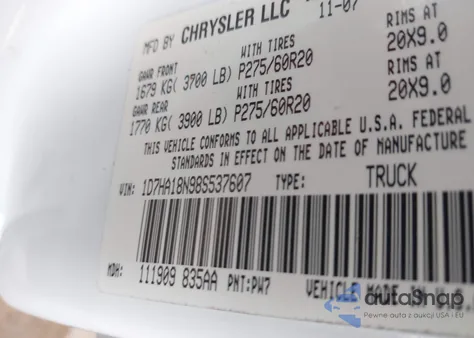 MFD BY CHRYSLER LLC 11-07
GAWR FRONT WITH TIRES RIMS AT
1679 KG( 3700 LB) P275/60R20 20X9.0
GAWR REAR WITH TIRES RIMS AT
1770 KG( 3900 LB) P275/60R20 20X9.0
THIS VEHICLE CONFORMS TO ALL APPLICABLE U.S.A. FEDERAL
STANDARDS IN EFFECT ON THE DATE OF MANUFACTURE
VIN: 1D7HA18N98S537607 TYPE: TRUCK
MDH: 111909 835AA PNT:PW7 VEHICLE MADE IN U.S.
autoSnap
Pewne auta z aukcji USA i EU